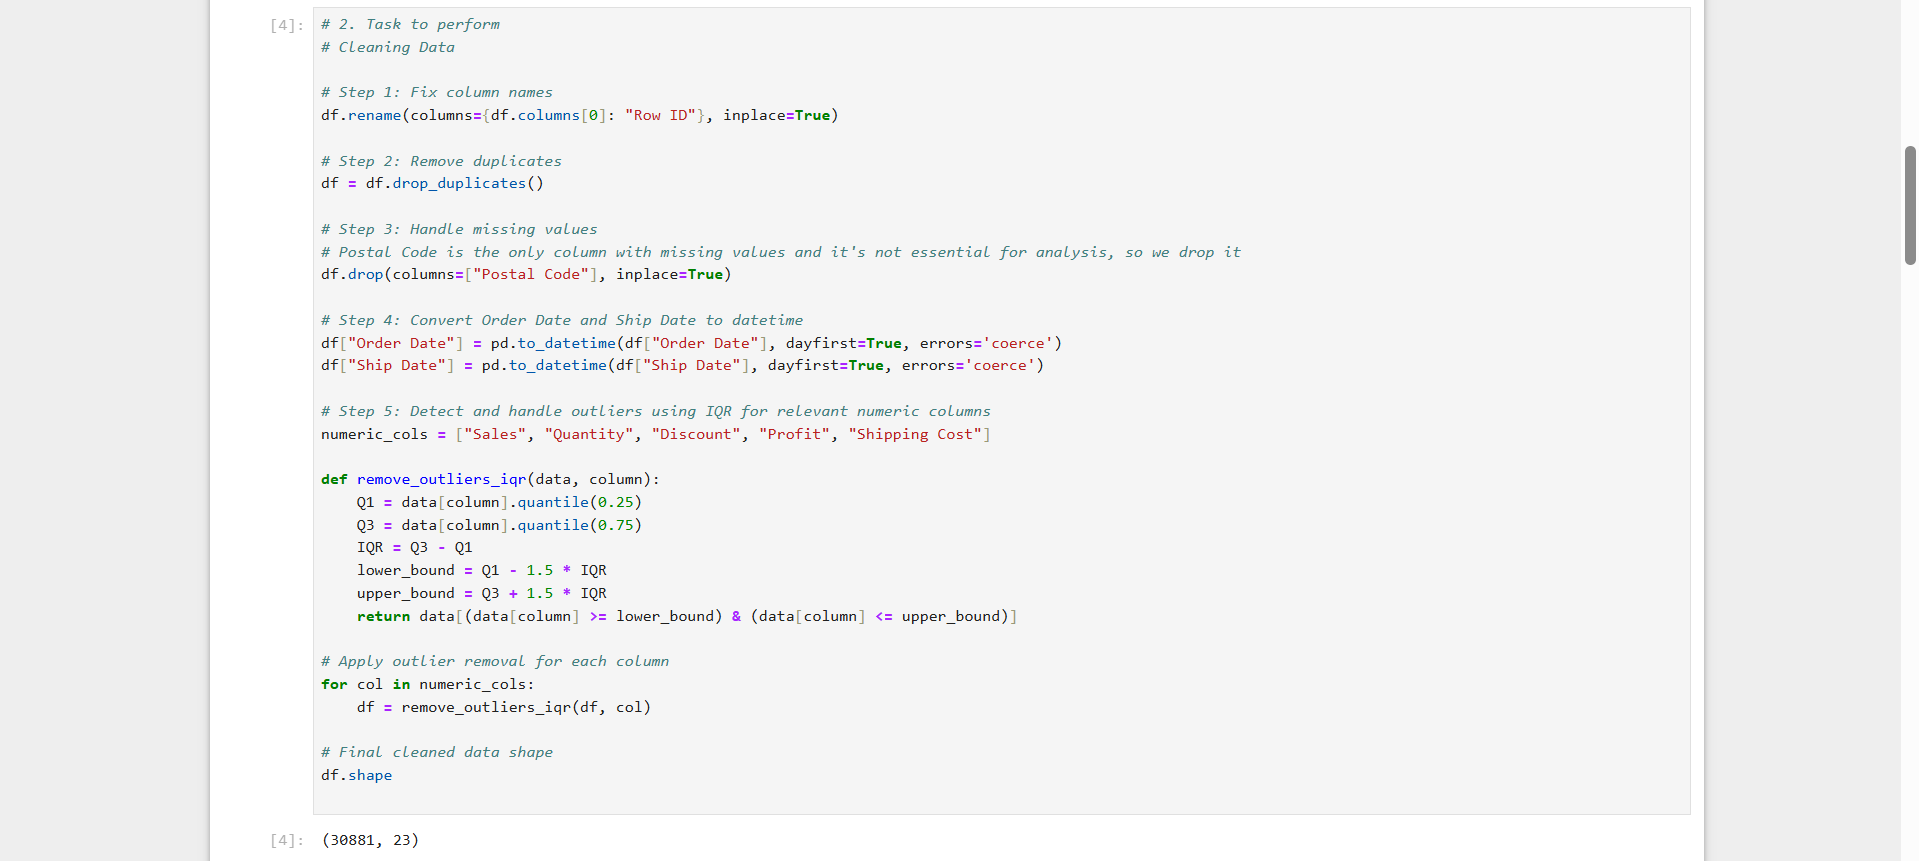 [4]: # 2. Task to perform
# Cleaning Data
# Step 1: Fix column names
df.rename(columns={df.columns[0]: "Row ID"}, inplace=True)
# Step 2: Remove duplicates
df = df.drop_duplicates()
# Step 3: Handle missing values
# Postal Code is the only column with missing values and it's not essential for analysis, so we drop it
df.drop(columns=["Postal Code"], inplace=True)
# Step 4: Convert Order Date and Ship Date to datetime
df["Order Date"] = pd.to_datetime(df["Order Date"], dayfirst=True, errors='coerce')
df["Ship Date"] = pd.to_datetime(df["Ship Date"], dayfirst=True, errors='coerce')
# Step 5: Detect and handle outliers using IQR for relevant numeric columns
numeric_cols = ["Sales", "Quantity", "Discount", "Profit", "Shipping Cost"]
def remove_outliers_iqr(data, column):
    Q1 = data[column].quantile(0.25)
    Q3 = data[column].quantile(0.75)
    IQR = Q3 - Q1
    lower_bound = Q1 - 1.5 * IQR
    upper_bound = Q3 + 1.5 * IQR
    return data[(data[column] >= lower_bound) & (data[column] <= upper_bound)]
# Apply outlier removal for each column
for col in numeric_cols:
    df = remove_outliers_iqr(df, col)
# Final cleaned data shape
df.shape
[4]: (30881, 23)